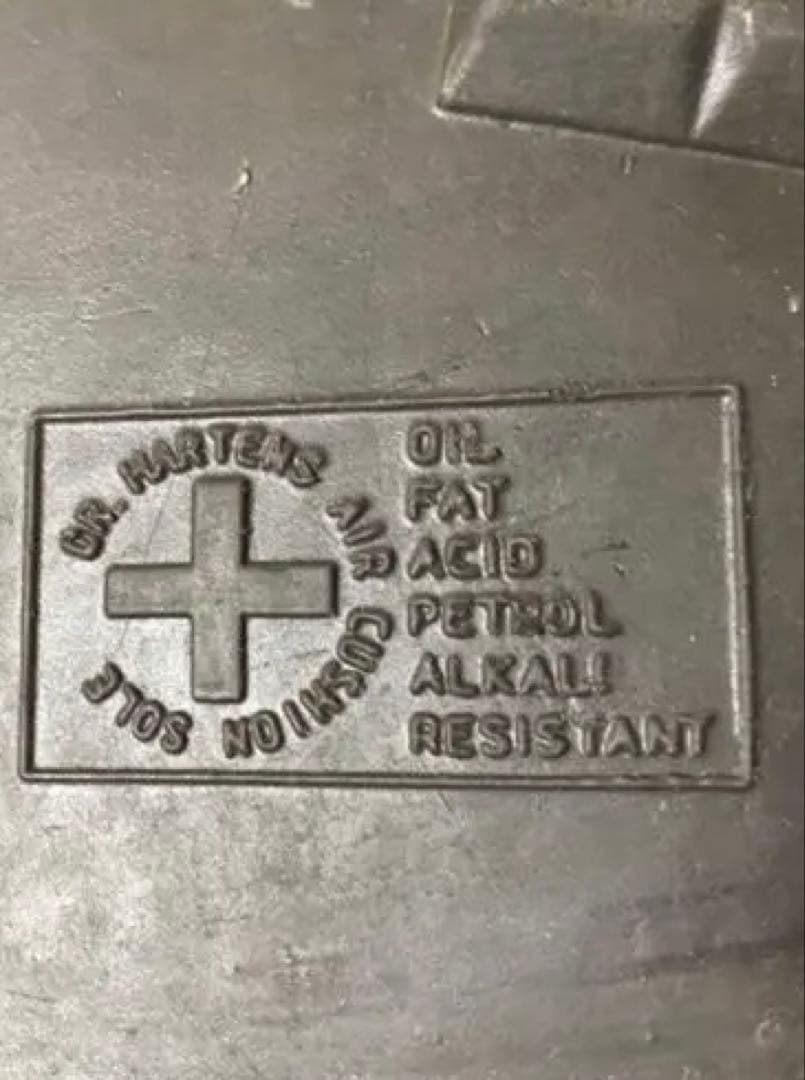 DR. MARTENS AIR CUSHION SOLE
OIL
FAT
ACID
PETROL
ALKALI
RESISTANT